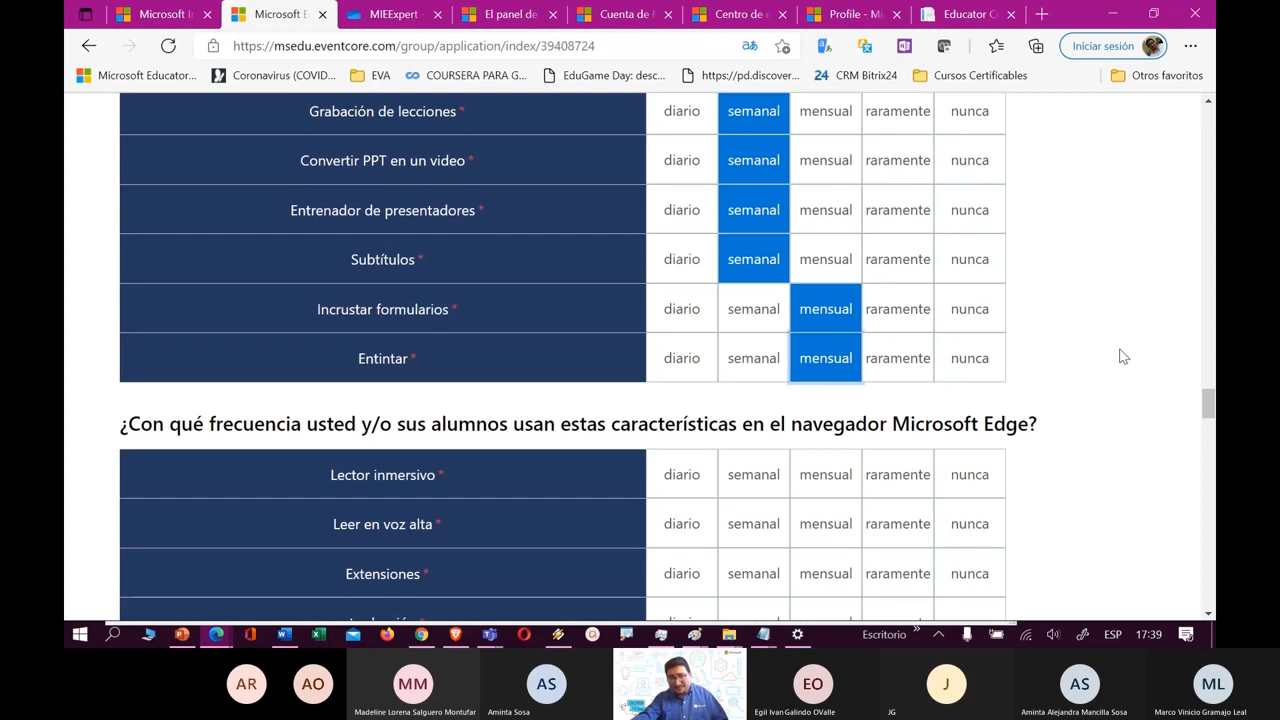 Microsoft I
Microsoft E
MIEExpert -
El panel de
Cuenta de
Centro de e
Profile - Mi
Educator C
https://msedu.eventcore.com/group/application/index/39408724
Iniciar sesión
Microsoft Educator...
Coronavirus (COVID...
EVA
COURSERA PARA G...
EduGame Day: desc...
https://pd.discover...
24 CRM Bitrix24
Cursos Certificables
Otros favoritos
Grabación de lecciones * diario semanal mensual raramente nunca
Convertir PPT en un video * diario semanal mensual raramente nunca
Entrenador de presentadores * diario semanal mensual raramente nunca
Subtítulos * diario semanal mensual raramente nunca
Incrustar formularios * diario semanal mensual raramente nunca
Entintar * diario semanal mensual raramente nunca
¿Con qué frecuencia usted y/o sus alumnos usan estas características en el navegador Microsoft Edge?
Lector inmersivo * diario semanal mensual raramente nunca
Leer en voz alta * diario semanal mensual raramente nunca
Extensiones * diario semanal mensual raramente nunca
Escritorio
ESP
17:39
AR
AO
MM
AS
EO
J
AS
ML
Madeline Lorena Salguero Montufar
Aminta Sosa
Egil Ivan Galindo OValle
JG
Aminta Alejandra Mancilla Sosa
Marco Vinicio Gramajo Leal